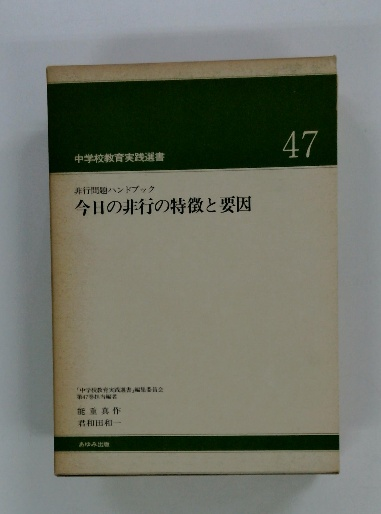 中学校教育実践選書
47
非行問題ハンドブック
今日の非行の特徴と要因
「中学校教育実践選書」編集委員会
第47巻担当編者
能重真作
君和田和一
あゆみ出版